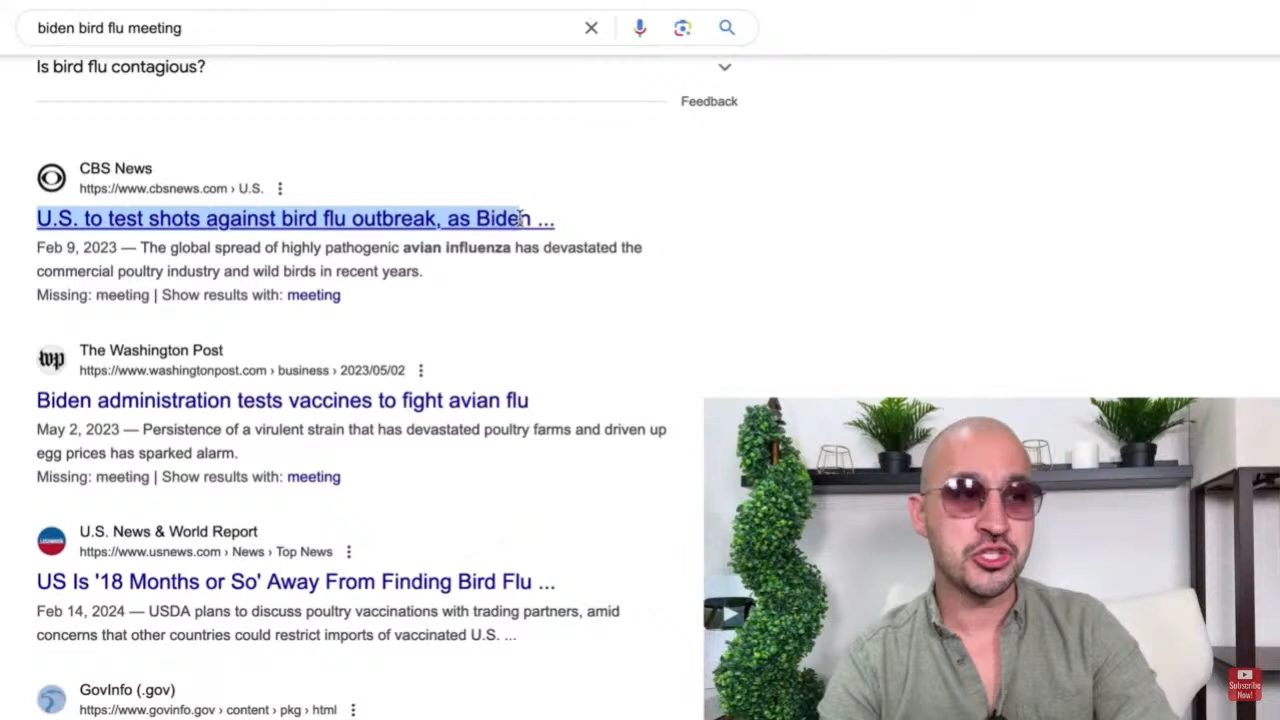 biden bird flu meeting
Is bird flu contagious?
Feedback
CBS News
https://www.cbsnews.com › U.S.
U.S. to test shots against bird flu outbreak, as Biden ...
Feb 9, 2023 — The global spread of highly pathogenic avian influenza has devastated the
commercial poultry industry and wild birds in recent years.
Missing: meeting | Show results with: meeting
wp
The Washington Post
https://www.washingtonpost.com › business › 2023/05/02
Biden administration tests vaccines to fight avian flu
May 2, 2023 — Persistence of a virulent strain that has devastated poultry farms and driven up
egg prices has sparked alarm.
Missing: meeting | Show results with: meeting
U.S. News & World Report
https://www.usnews.com › News › Top News
US Is '18 Months or So' Away From Finding Bird Flu ...
Feb 14, 2024 — USDA plans to discuss poultry vaccinations with trading partners, amid
concerns that other countries could restrict imports of vaccinated U.S. ...
GovInfo (.gov)
https://www.govinfo.gov › content › pkg › html
Subscribe
Now!